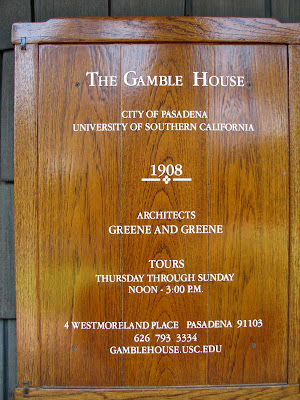 THE GAMBLE HOUSE
CITY OF PASADENA
UNIVERSITY OF SOUTHERN CALIFORNIA
1908
ARCHITECTS
GREENE AND GREENE
TOURS
THURSDAY THROUGH SUNDAY
NOON - 3:00 P.M.
4 WESTMORELAND PLACE PASADENA 91103
626 793 3334
GAMBLEHOUSE.USC.EDU